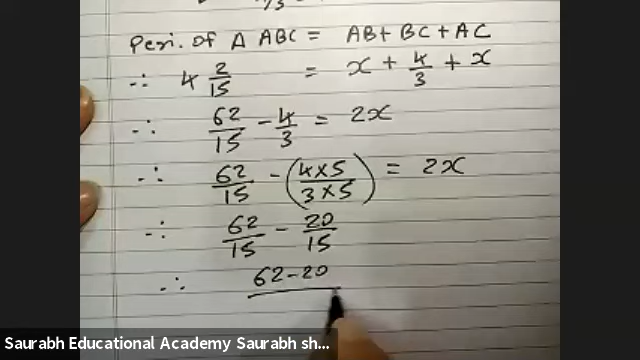 Peri. of Δ ABC = AB + BC + AC
∴ 4 2/15 = x + 4/3 + x
∴ 62/15 - 4/3 = 2x
∴ 62/15 - (4×5/3×5) = 2x
∴ 62/15 - 20/15
∴ 62-20
Saurabh Educational Academy Saurabh sh...